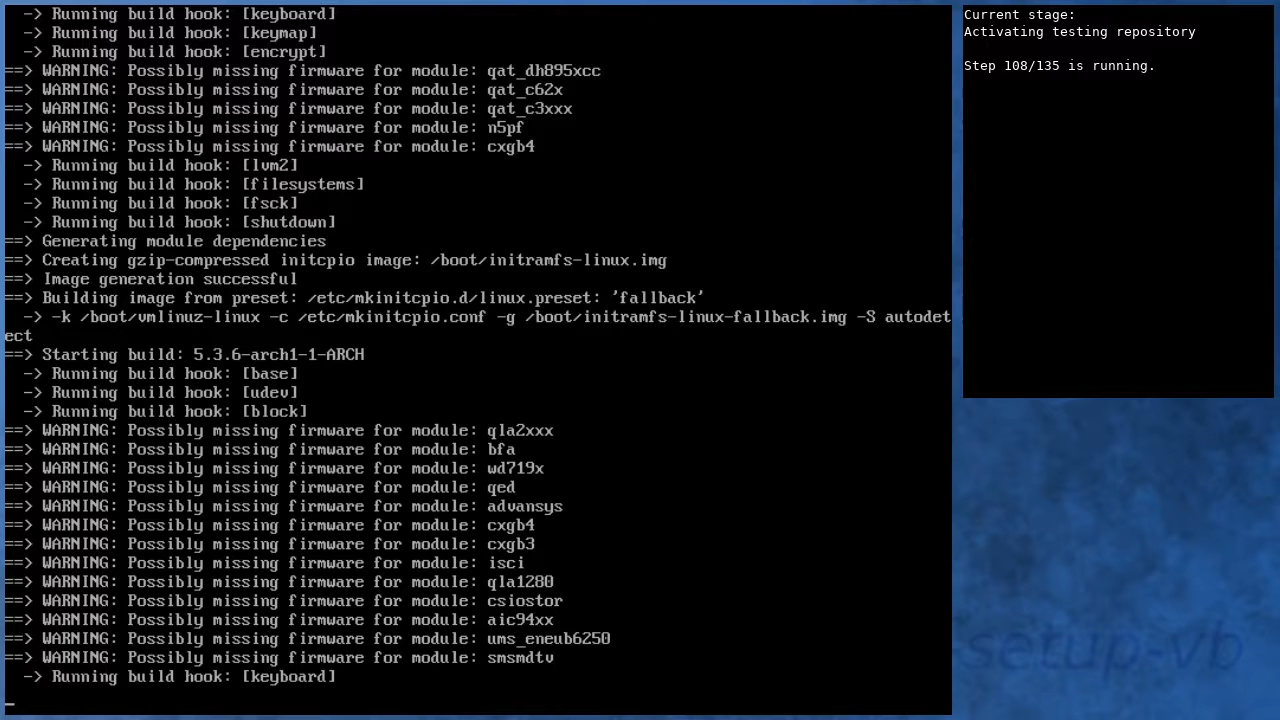 -> Running build hook: [keyboard]
-> Running build hook: [keymap]
-> Running build hook: [encrypt]
==> WARNING: Possibly missing firmware for module: qat_dh895xcc
==> WARNING: Possibly missing firmware for module: qat_c62x
==> WARNING: Possibly missing firmware for module: qat_c3xxx
==> WARNING: Possibly missing firmware for module: n5pf
==> WARNING: Possibly missing firmware for module: cxgb4
-> Running build hook: [lvm2]
-> Running build hook: [filesystems]
-> Running build hook: [fsck]
-> Running build hook: [shutdown]
==> Generating module dependencies
==> Creating gzip-compressed initcpio image: /boot/initramfs-linux.img
==> Image generation successful
==> Building image from preset: /etc/mkinitcpio.d/linux.preset: 'fallback'
-> -k /boot/vmlinuz-linux -c /etc/mkinitcpio.conf -g /boot/initramfs-linux-fallback.img -S autodet
ect
==> Starting build: 5.3.6-arch1-1-ARCH
-> Running build hook: [base]
-> Running build hook: [udev]
-> Running build hook: [block]
==> WARNING: Possibly missing firmware for module: qla2xxx
==> WARNING: Possibly missing firmware for module: bfa
==> WARNING: Possibly missing firmware for module: wd719x
==> WARNING: Possibly missing firmware for module: qed
==> WARNING: Possibly missing firmware for module: advansys
==> WARNING: Possibly missing firmware for module: cxgb4
==> WARNING: Possibly missing firmware for module: cxgb3
==> WARNING: Possibly missing firmware for module: isci
==> WARNING: Possibly missing firmware for module: qla1280
==> WARNING: Possibly missing firmware for module: csiostor
==> WARNING: Possibly missing firmware for module: aic94xx
==> WARNING: Possibly missing firmware for module: ums_eneub6250
==> WARNING: Possibly missing firmware for module: smsmdtv
-> Running build hook: [keyboard]
_
Current stage:
Activating testing repository
Step 108/135 is running.
setup-vb